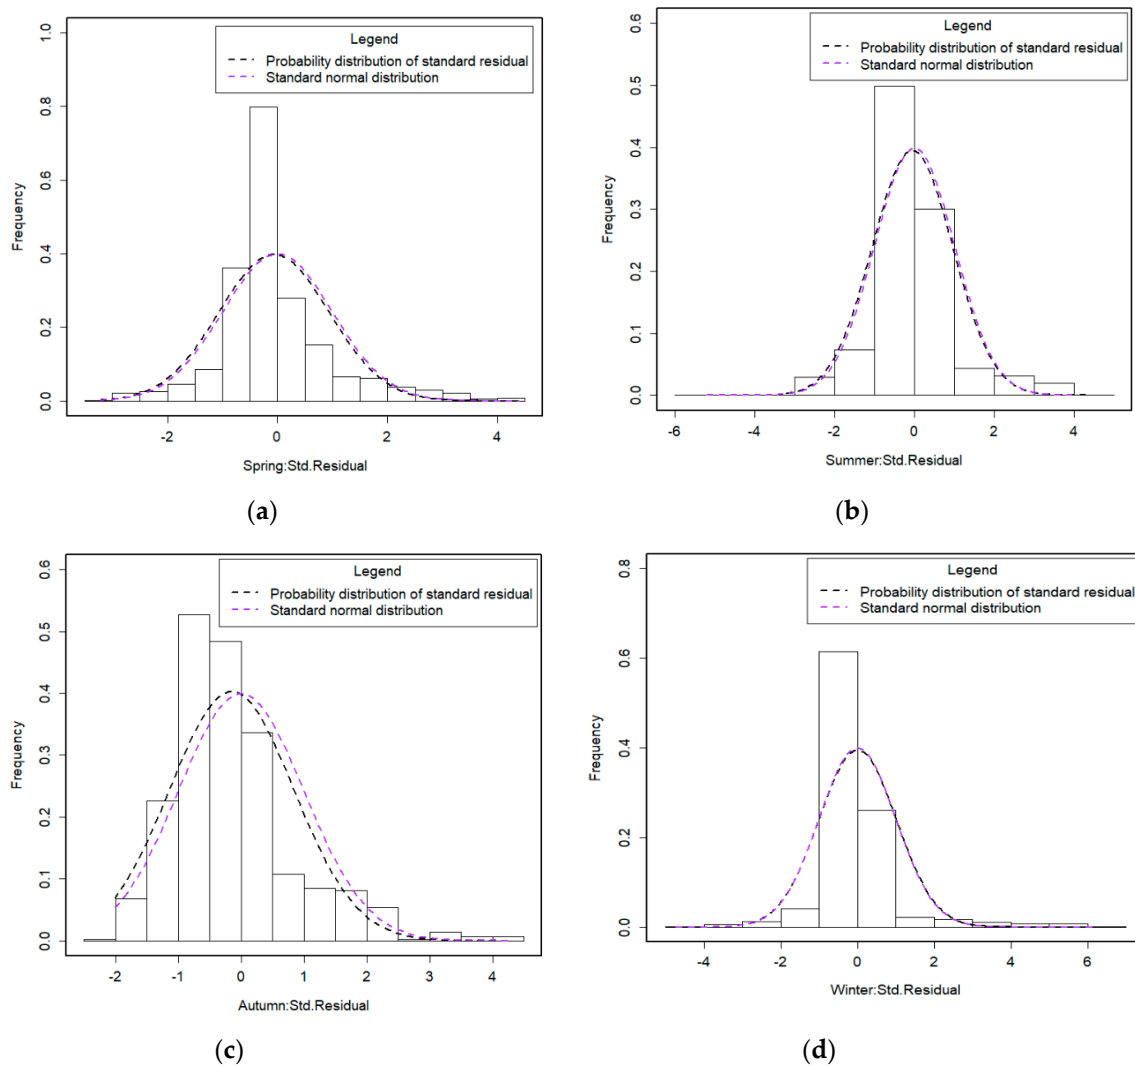 Legend
Probability distribution of standard residual
Standard normal distribution
Frequency
1.0
0.8
0.6
0.4
0.2
0.0
-2 0 2 4
Spring:Std.Residual
(a)
Legend
Probability distribution of standard residual
Standard normal distribution
Frequency
0.6
0.5
0.4
0.3
0.2
0.1
0.0
-6 -4 -2 0 2 4
Summer:Std.Residual
(b)
Legend
Probability distribution of standard residual
Standard normal distribution
Frequency
0.6
0.5
0.4
0.3
0.2
0.1
0.0
-2 -1 0 1 2 3 4
Autumn:Std.Residual
(c)
Legend
Probability distribution of standard residual
Standard normal distribution
Frequency
0.8
0.6
0.4
0.2
0.0
-4 -2 0 2 4 6
Winter:Std.Residual
(d)